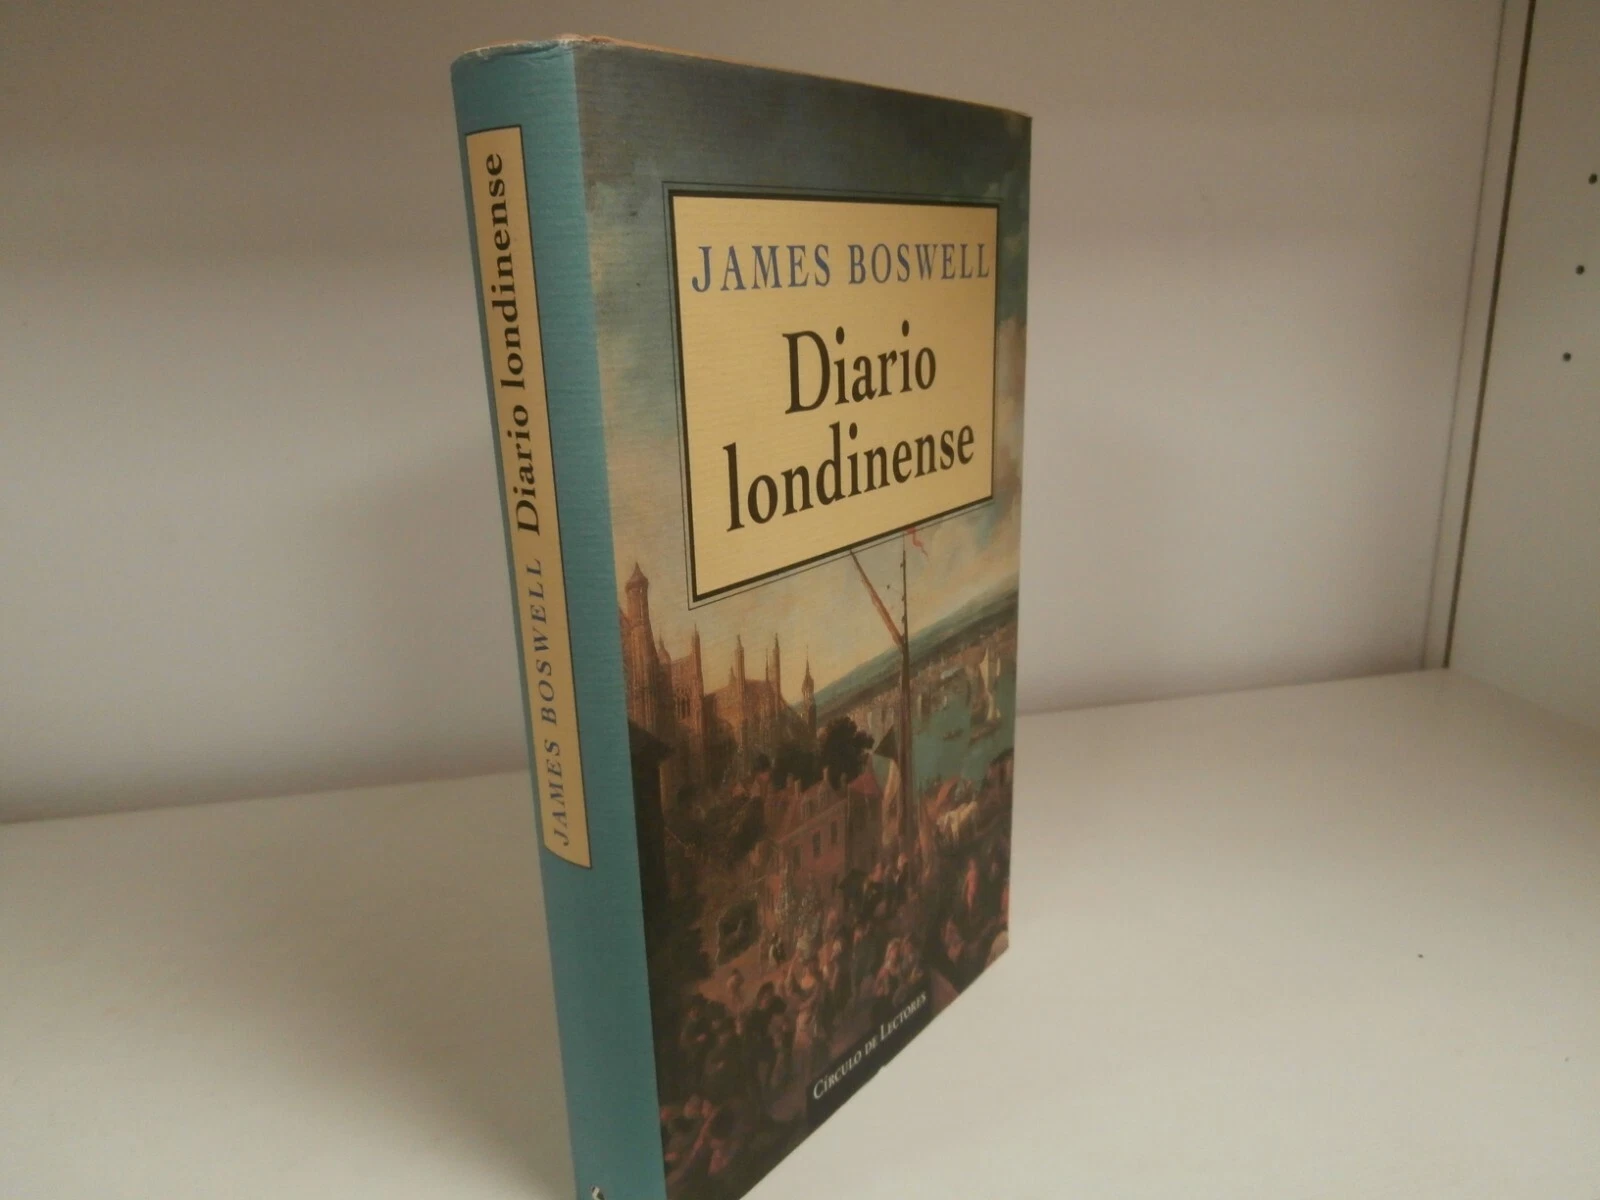 JAMES BOSWELL Diario londinense
JAMES BOSWELL
Diario
londinense
CÍRCULO DE LECTORES